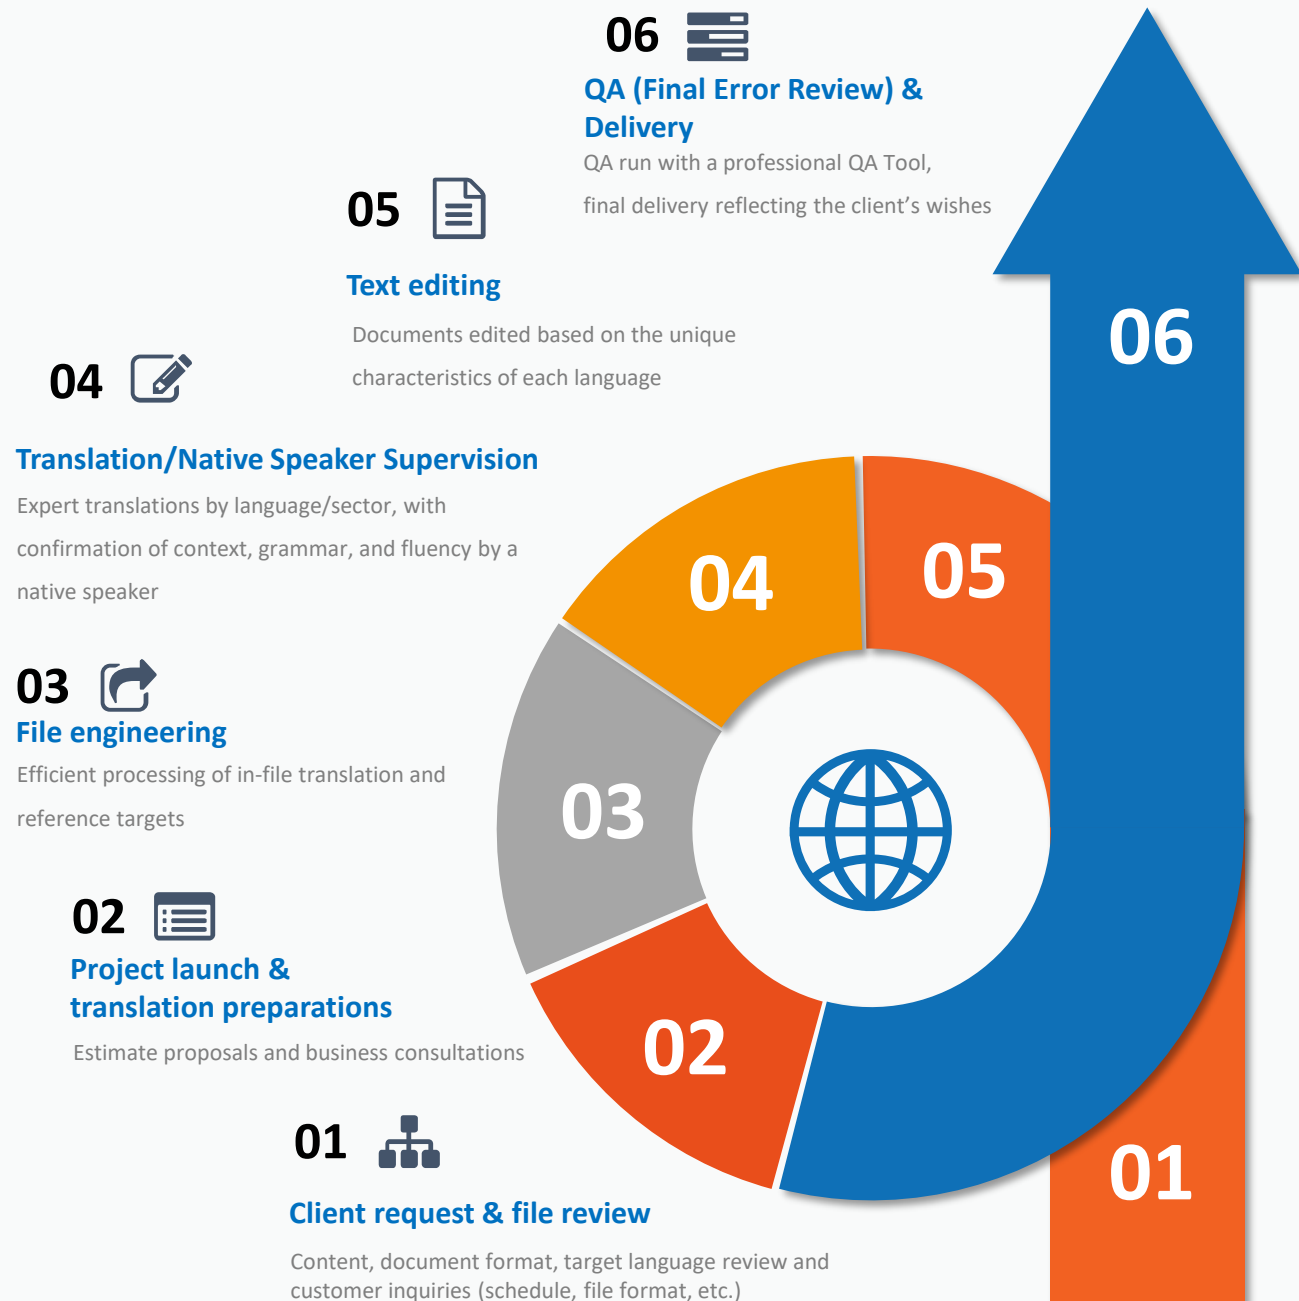 06
QA (Final Error Review) &
Delivery
QA run with a professional QA Tool,
final delivery reflecting the client’s wishes
05
Text editing
Documents edited based on the unique
characteristics of each language
04
Translation/Native Speaker Supervision
Expert translations by language/sector, with
confirmation of context, grammar, and fluency by a
native speaker
03
File engineering
Efficient processing of in-file translation and
reference targets
02
Project launch &
translation preparations
Estimate proposals and business consultations
01
Client request & file review
Content, document format, target language review and
customer inquiries (schedule, file format, etc.)
06
05
04
03
02
01